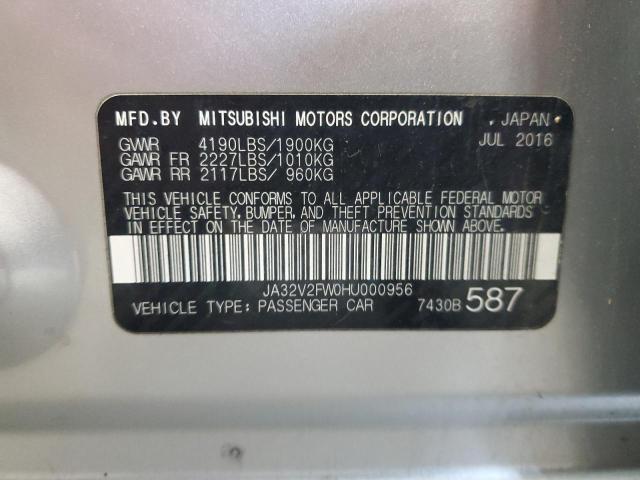 MFD.BY MITSUBISHI MOTORS CORPORATION , JAPAN
GVWR 4190LBS/1900KG JUL 2016
GAWR FR 2227LBS/1010KG
GAWR RR 2117LBS/ 960KG
THIS VEHICLE CONFORMS TO ALL APPLICABLE FEDERAL MOTOR
VEHICLE SAFETY, BUMPER, AND THEFT PREVENTION STANDARDS
IN EFFECT ON THE DATE OF MANUFACTURE SHOWN ABOVE.
JA32V2FW0HU000956
VEHICLE TYPE: PASSENGER CAR 7430B 587